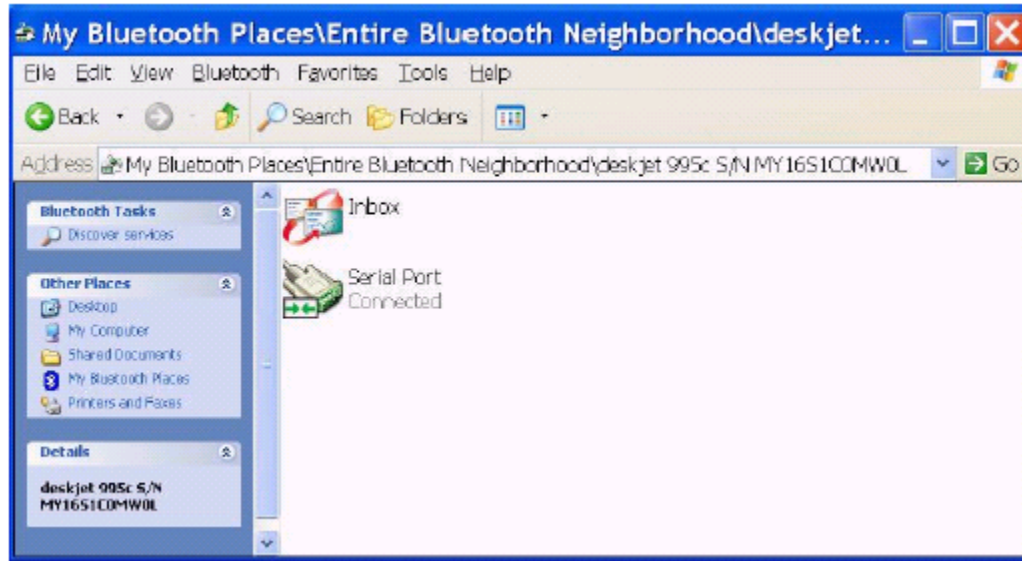 My Bluetooth Places\Entire Bluetooth Neighborhood\deskjet...
File Edit View Bluetooth Favorites Tools Help
Back Search Folders
Address My Bluetooth Places\Entire Bluetooth Neighborhood\deskjet 995c S/N MY16S1C0MW0L Go
Bluetooth Tasks
Discover services
Other Places
Desktop
My Computer
Shared Documents
My Bluetooth Places
Printers and Faxes
Details
deskjet 995c S/N
MY16S1C0MW0L
Inbox
Serial Port
Connected